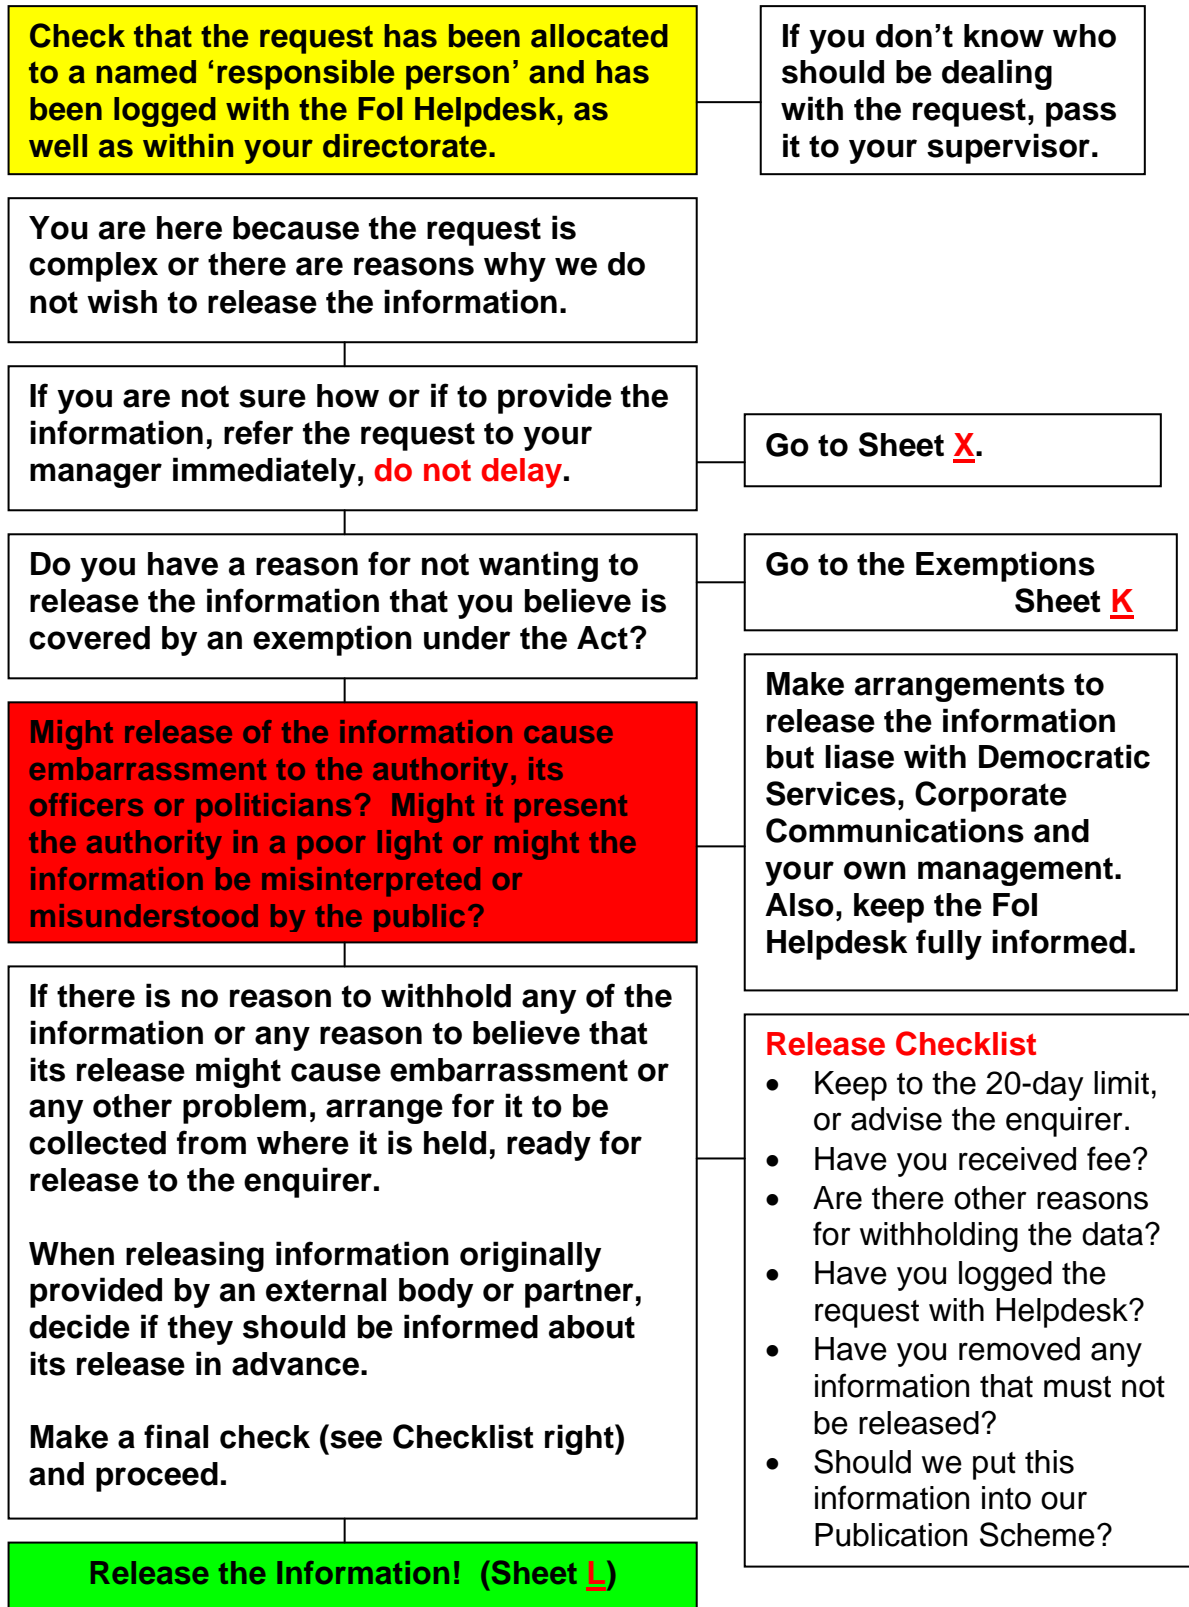 Check that the request has been allocated
to a named ‘responsible person’ and has
been logged with the FoI Helpdesk, as
well as within your directorate.
If you don’t know who
should be dealing
with the request, pass
it to your supervisor.
You are here because the request is
complex or there are reasons why we do
not wish to release the information.
If you are not sure how or if to provide the
information, refer the request to your
manager immediately, do not delay.
Go to Sheet X.
Do you have a reason for not wanting to
release the information that you believe is
covered by an exemption under the Act?
Go to the Exemptions
Sheet K
Might release of the information cause
embarrassment to the authority, its
officers or politicians?  Might it present
the authority in a poor light or might the
information be misinterpreted or
misunderstood by the public?
Make arrangements to
release the information
but liase with Democratic
Services, Corporate
Communications and
your own management.
Also, keep the FoI
Helpdesk fully informed.
If there is no reason to withhold any of the
information or any reason to believe that
its release might cause embarrassment or
any other problem, arrange for it to be
collected from where it is held, ready for
release to the enquirer.
When releasing information originally
provided by an external body or partner,
decide if they should be informed about
its release in advance.
Make a final check (see Checklist right)
and proceed.
Release Checklist
• Keep to the 20-day limit,
or advise the enquirer.
• Have you received fee?
• Are there other reasons
for withholding the data?
• Have you logged the
request with Helpdesk?
• Have you removed any
information that must not
be released?
• Should we put this
information into our
Publication Scheme?
Release the Information!  (Sheet L)